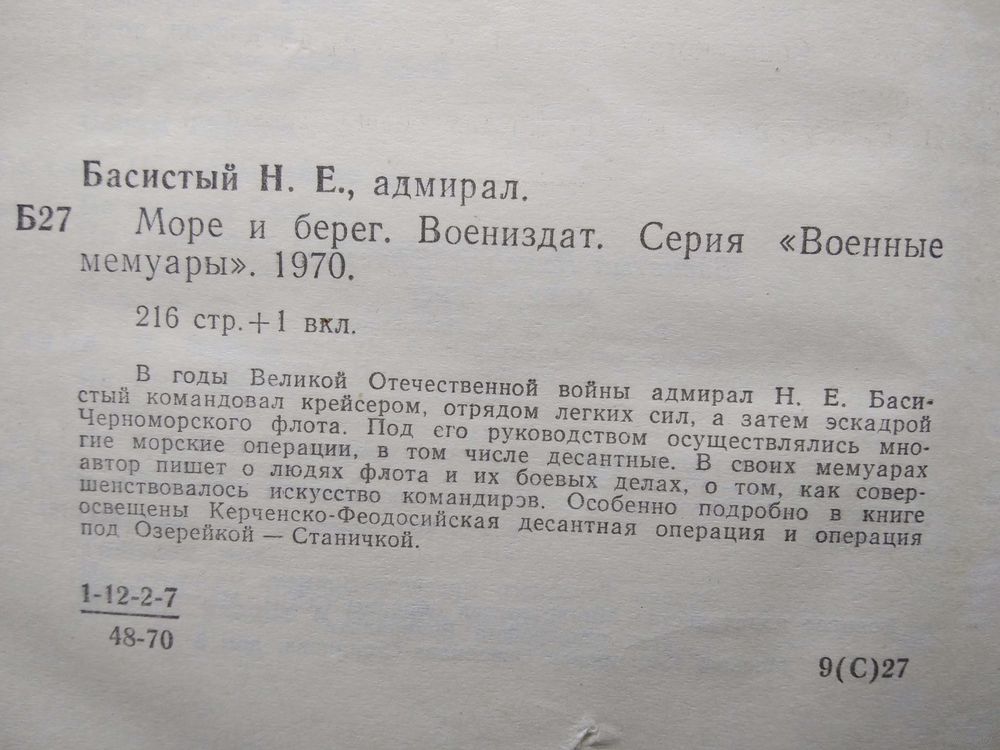 Басистый Н. Е., адмирал.
Б27 Море и берег. Воениздат. Серия «Военные
мемуары». 1970.
216 стр.+1 вкл.
В годы Великой Отечественной войны адмирал Н. Е. Баси-
стый командовал крейсером, отрядом легких сил, а затем эскадрой
Черноморского флота. Под его руководством осуществлялись мно-
гие морские операции, в том числе десантные. В своих мемуарах
автор пишет о людях флота и их боевых делах, о том, как совер-
шенствовалось искусство командиров. Особенно подробно в книге
освещены Керченско-Феодосийская десантная операция и операция
под Озерейкой — Станичкой.
1-12-2-7
48-70
9(С)27